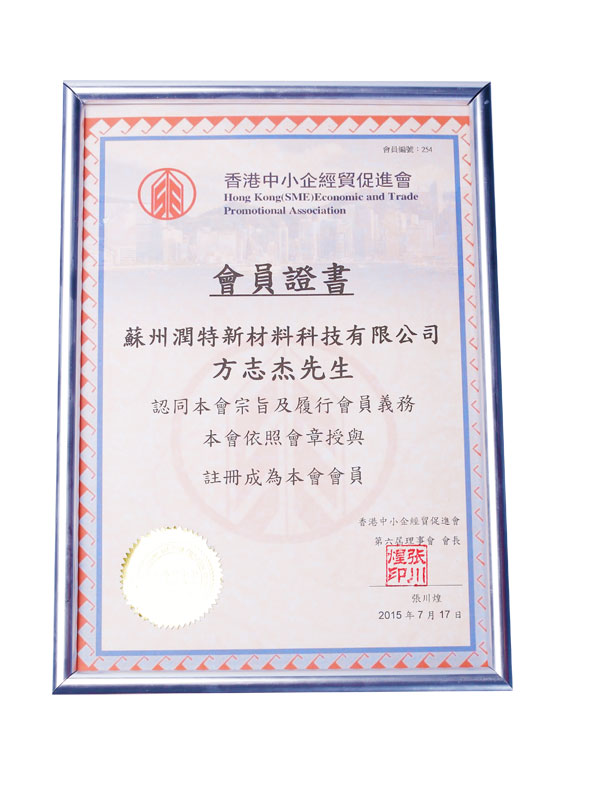 會員編號：254
香港中小企經貿促進會
Hong Kong(SME)Economic and Trade
Promotional Association
會員證書
蘇州潤特新材料科技有限公司
方志杰先生
認同本會宗旨及履行會員義務
本會依照會章授與
註冊成為本會會員
香港中小企經貿促進會
第六屆理事會 會長
張川煌印
張川煌
2015 年 7 月 17 日